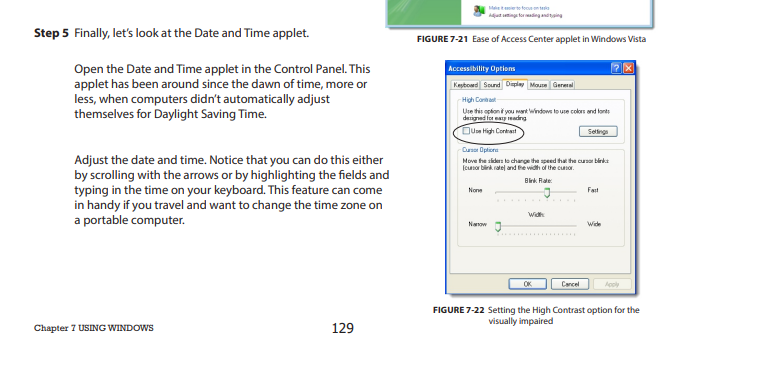 Step 5 Finally, let's look at the Date and Time applet.
Open the Date and Time applet in the Control Panel. This
applet has been around since the dawn of time, more or
less, when computers didn't automatically adjust
themselves for Daylight Saving Time.
Adjust the date and time. Notice that you can do this either
by scrolling with the arrows or by highlighting the fields and
typing in the time on your keyboard. This feature can come
in handy if you travel and want to change the time zone on
a portable computer.
Make it easier to focus on tasks
Adjust settings for reading and typing
FIGURE 7-21 Ease of Access Center applet in Windows Vista
Accessibility Options
Keyboard Sound Display Mouse General
High Contrast
Use this option if you want Windows to use colors and fonts
designed for easy reading.
Use High Contrast
Settings
Cursor Options
Move the sliders to change the speed that the cursor blinks
(cursor blink rate) and the width of the cursor.
Blink Rate:
None Fast
Width:
Narrow Wide
OK Cancel Apply
FIGURE 7-22 Setting the High Contrast option for the
visually impaired
Chapter 7 USING WINDOWS
129